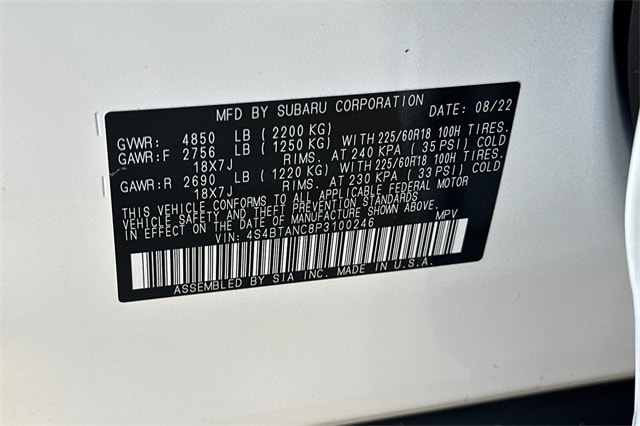 MFD BY SUBARU CORPORATION DATE: 08/22
GVWR: 4850 LB (2200 KG)
GAWR:F 2756 LB (1250 KG) WITH 225/60R18 100H TIRES.
18X7J RIMS. AT 240 KPA (35 PSI) COLD
GAWR:R 2690 LB (1220 KG) WITH 225/60R18 100H TIRES.
18X7J RIMS. AT 230 KPA (33 PSI) COLD
THIS VEHICLE CONFORMS TO ALL APPLICABLE FEDERAL MOTOR
VEHICLE SAFETY AND THEFT PREVENTION STANDARDS
IN EFFECT ON THE DATE OF MANUFACTURE SHOWN ABOVE.
VIN: 4S4BTANC8P3100246 MPV
ASSEMBLED BY SIA INC. MADE IN U.S.A.